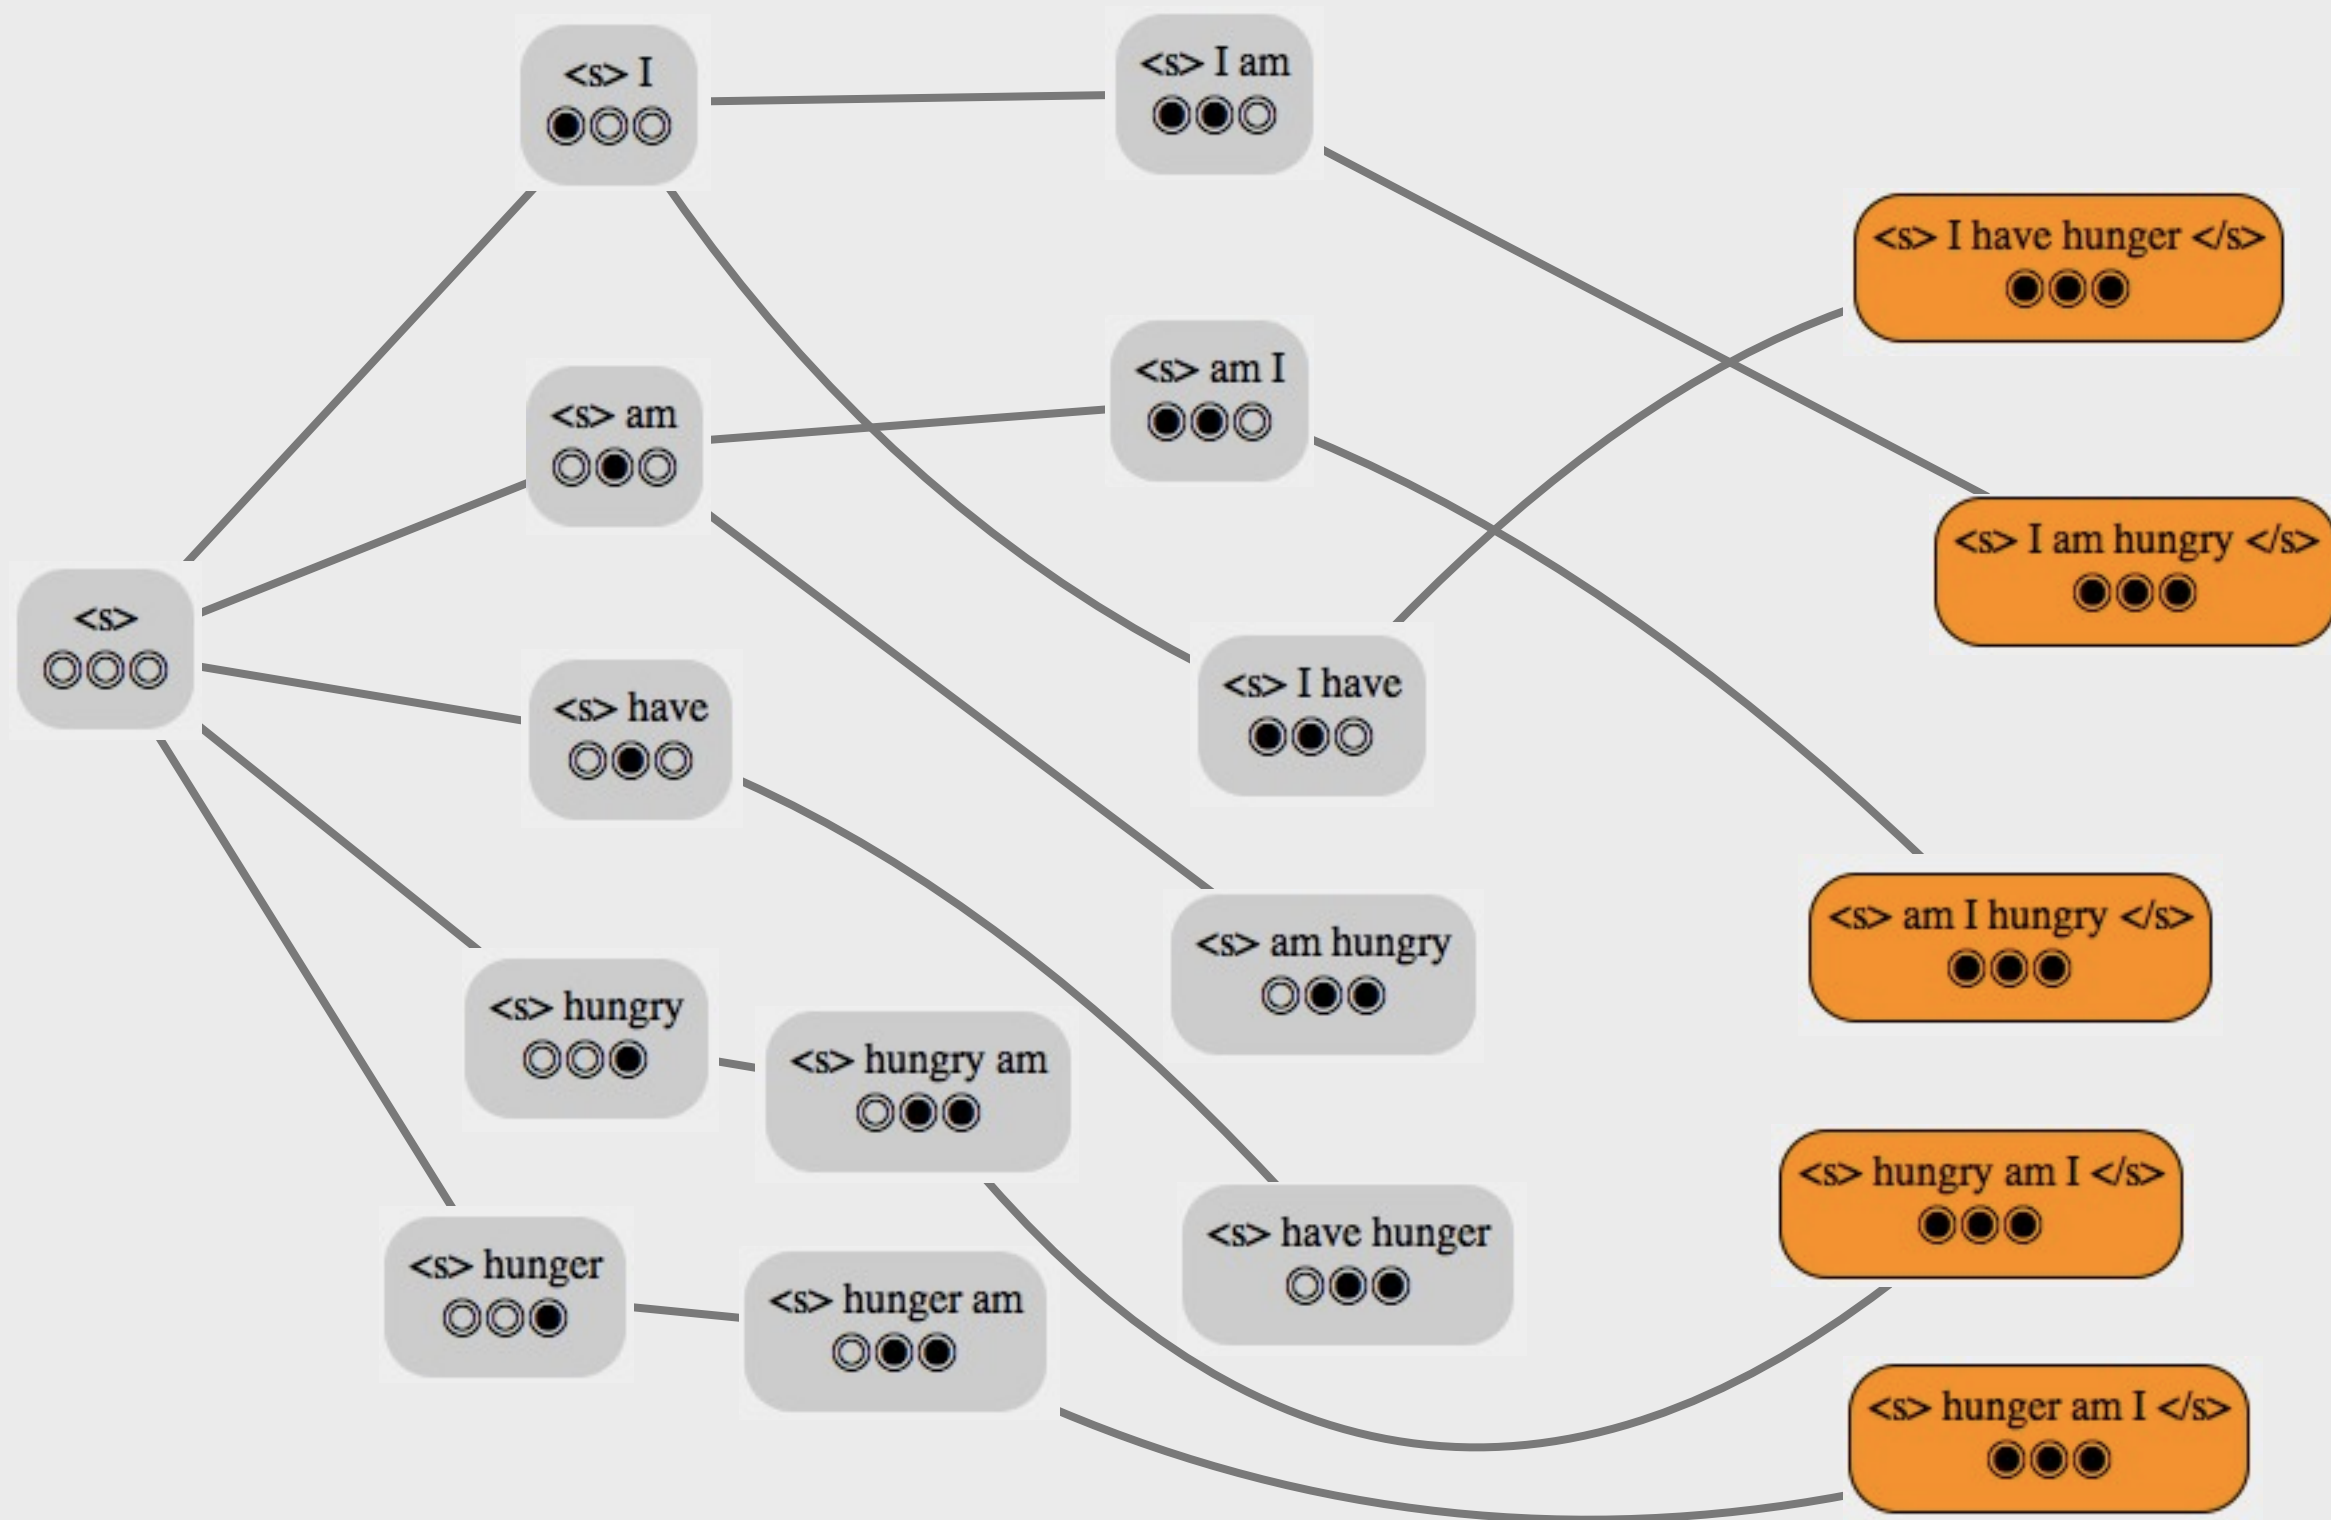 <s> I
<s> I am
<s> I have hunger </s>
<s> am
<s> am I
<s> I am hungry </s>
<s>
<s> have
<s> I have
<s> am hungry
<s> am I hungry </s>
<s> hungry
<s> hungry am
<s> hungry am I </s>
<s> hunger
<s> hunger am
<s> have hunger
<s> hunger am I </s>